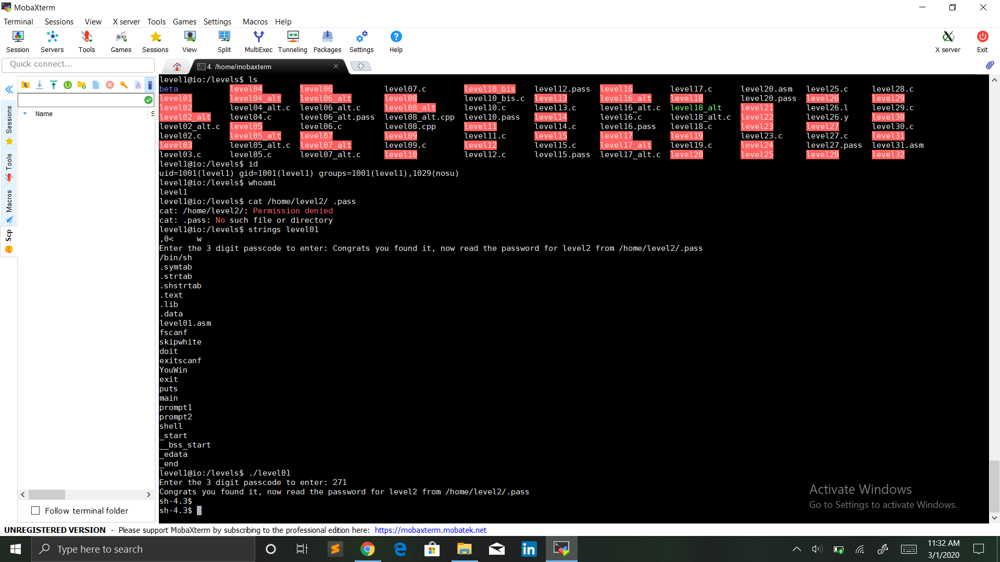 MobaXterm
Terminal Sessions View X server Tools Games Settings Macros Help
Session Servers Tools Games Sessions View Split MultiExec Tunneling Packages Settings Help X server Exit
Quick connect...
4. /home/mobaxterm
Name S
Sessions
Tools
Macros
Scp
level1@io:/levels$ ls
beta level04 level06 level07.c level10_bis level12.pass level16 level17.c level20.asm level25.c level28.c
level01 level04_alt level06_alt level08 level10_bis.c level13 level16_alt level18 level20.pass level26 level29
level02 level04_alt.c level06_alt.c level08_alt level10.c level13.c level16_alt.c level18_alt level21 level26.l level29.c
level02_alt level04.c level06_alt.pass level08_alt.cpp level10.pass level14 level16.c level18_alt.c level22 level26.y level30
level02_alt.c level05 level06.c level08.cpp level11 level14.c level16.pass level18.c level23 level27 level30.c
level02.c level05_alt level07 level09 level11.c level15 level17 level19 level23.c level27.c level31
level03 level05_alt.c level07_alt level09.c level12 level15.c level17_alt level19.c level24 level27.pass level31.asm
level03.c level05.c level07_alt.c level10 level12.c level15.pass level17_alt.c level20 level25 level28 level32
level1@io:/levels$ id
uid=1001(level1) gid=1001(level1) groups=1001(level1),1029(nosu)
level1@io:/levels$ whoami
level1
level1@io:/levels$ cat /home/level2/ .pass
cat: /home/level2/: Permission denied
cat: .pass: No such file or directory
level1@io:/levels$ strings level01
,0< w
Enter the 3 digit passcode to enter: Congrats you found it, now read the password for level2 from /home/level2/.pass
/bin/sh
.symtab
.strtab
.shstrtab
.text
.lib
.data
level01.asm
fscanf
skipwhite
doit
exitscanf
YouWin
exit
puts
main
prompt1
prompt2
shell
_start
__bss_start
_edata
_end
level1@io:/levels$ ./level01
Enter the 3 digit passcode to enter: 271
Congrats you found it, now read the password for level2 from /home/level2/.pass
sh-4.3$
sh-4.3$
Follow terminal folder
Activate Windows
Go to Settings to activate Windows.
UNREGISTERED VERSION - Please support MobaXterm by subscribing to the professional edition here: https://mobaxterm.mobatek.net
Type here to search
11:32 AM
3/1/2020